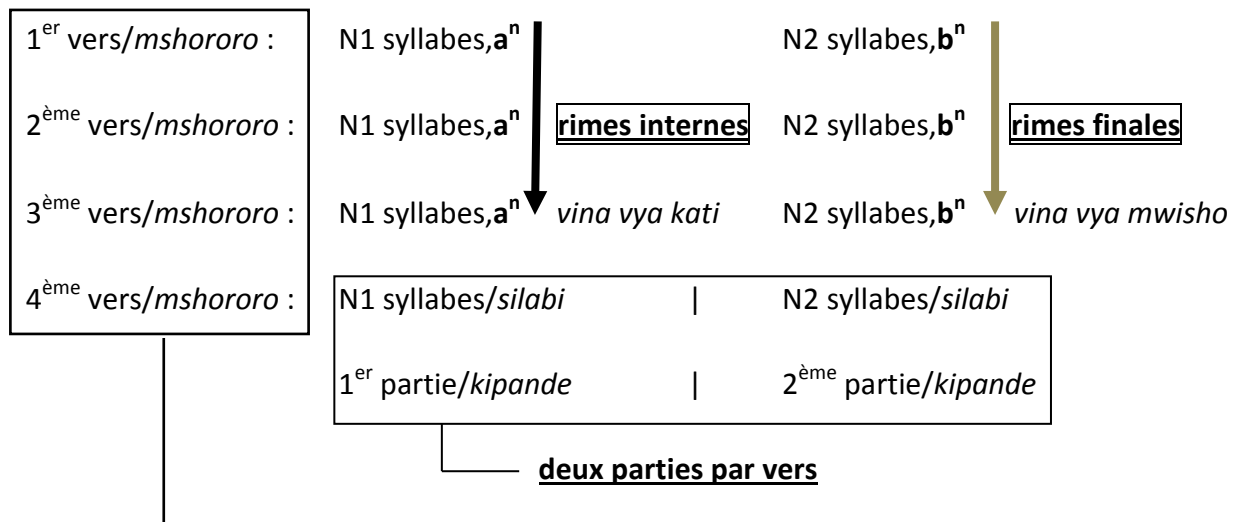 1er vers/mshororo : N1 syllabes,an N2 syllabes,bn
2ème vers/mshororo : N1 syllabes,an rimes internes N2 syllabes,bn rimes finales
3ème vers/mshororo : N1 syllabes,an vina vya kati N2 syllabes,bn vina vya mwisho
4ème vers/mshororo : N1 syllabes/silabi | N2 syllabes/silabi
1er partie/kipande | 2ème partie/kipande
deux parties par vers